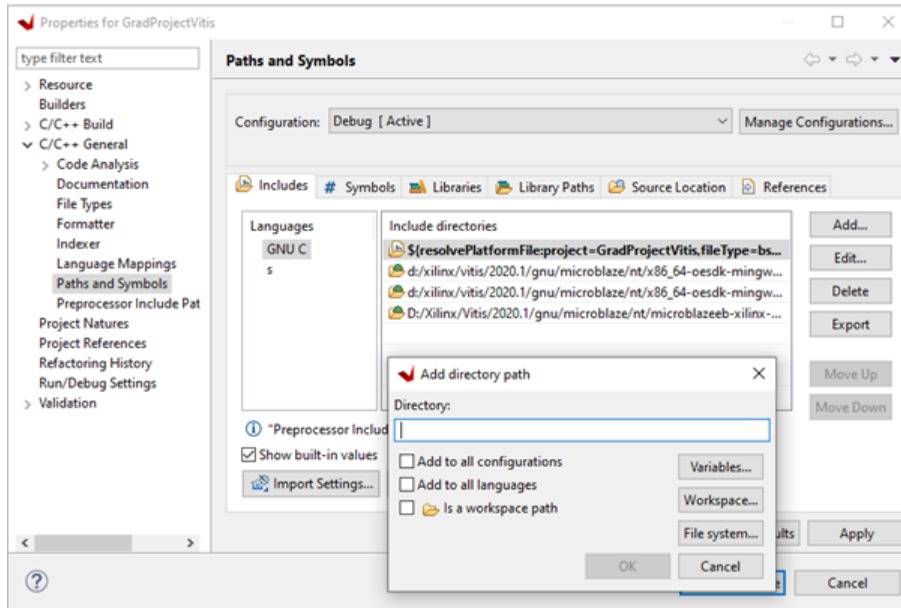 Properties for GradProjectVitis
type filter text
Resource
Builders
C/C++ Build
C/C++ General
Code Analysis
Documentation
File Types
Formatter
Indexer
Language Mappings
Paths and Symbols
Preprocessor Include Pat
Project Natures
Project References
Refactoring History
Run/Debug Settings
Validation
Paths and Symbols
Configuration: Debug [ Active ]
Manage Configurations...
Includes # Symbols Libraries Library Paths Source Location References
Languages
GNU C
s
Include directories
${resolvePlatformFile:project=GradProjectVitis,fileType=bs...
d:/xilinx/vitis/2020.1/gnu/microblaze/nt/x86_64-oesdk-mingw...
d:/xilinx/vitis/2020.1/gnu/microblaze/nt/x86_64-oesdk-mingw...
D:/Xilinx/Vitis/2020.1/gnu/microblaze/nt/microblazeeb-xilinx-...
Add...
Edit...
Delete
Export
Move Up
Move Down
"Preprocessor Includ
Show built-in values
Import Settings...
Add directory path
Directory:
Add to all configurations
Add to all languages
Is a workspace path
Variables...
Workspace...
File system...
OK
Cancel
ults
Apply
?
Cancel